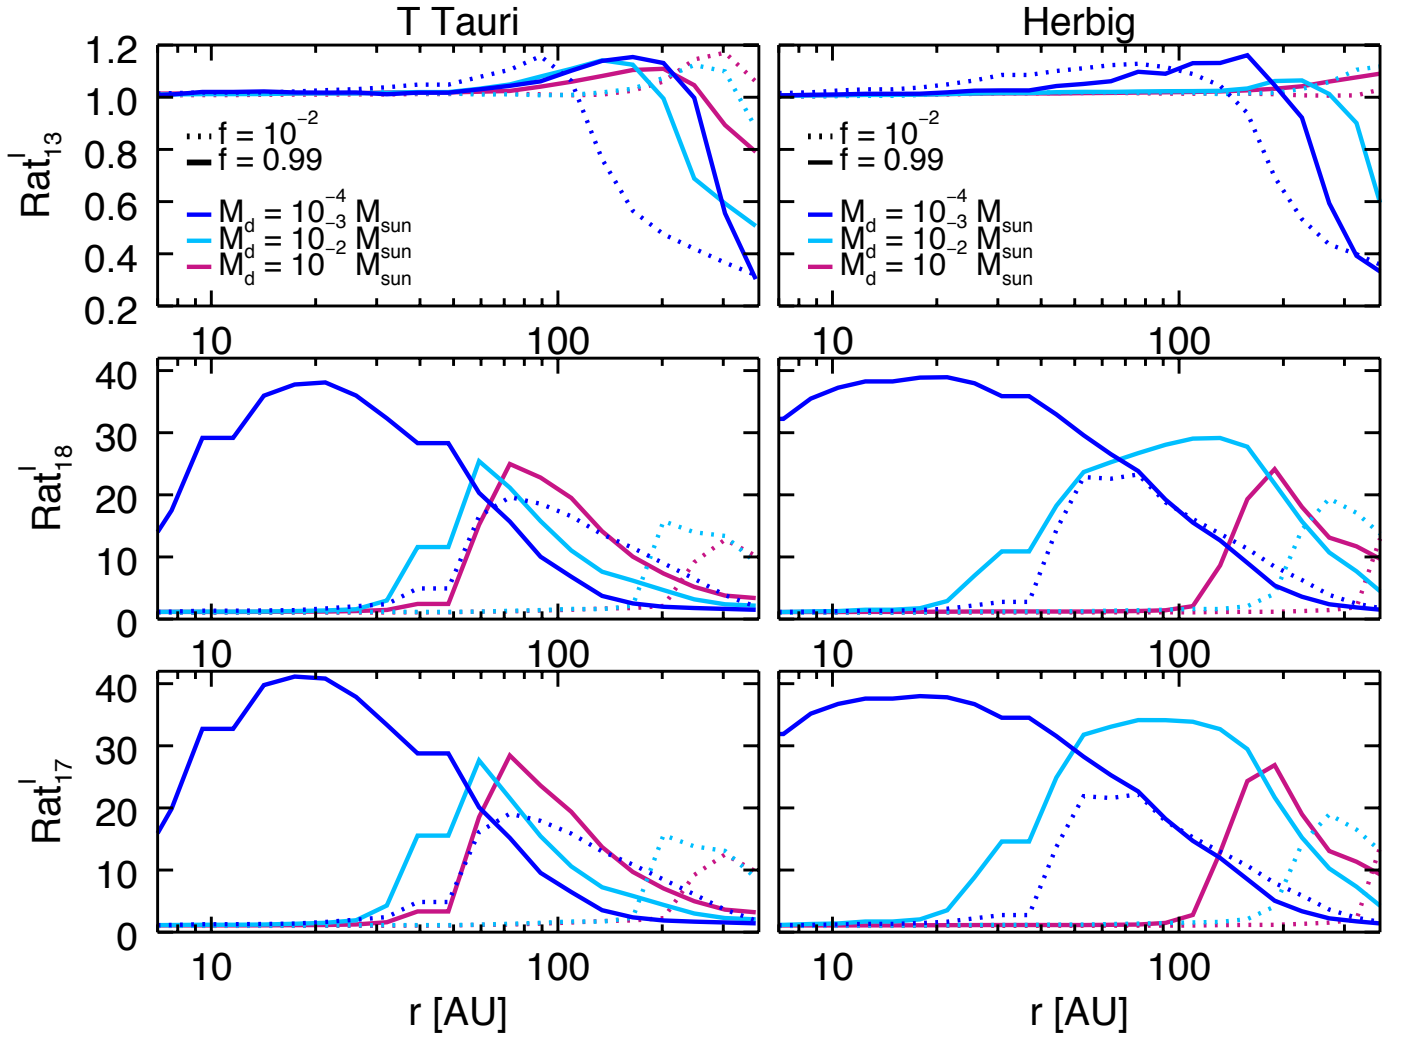 T Tauri Herbig
1.2
1.0
0.8
0.6
0.4
0.2
Rat^I_13
f = 10^−2
f = 0.99
M_d = 10^−4 M_sun
M_d = 10^−3 M_sun
M_d = 10^−2 M_sun
f = 10^−2
f = 0.99
M_d = 10^−4 M_sun
M_d = 10^−3 M_sun
M_d = 10^−2 M_sun
10 100 10 100
40
30
20
10
0
Rat^I_18
10 100 10 100
40
30
20
10
0
Rat^I_17
10 100 10 100
r [AU] r [AU]